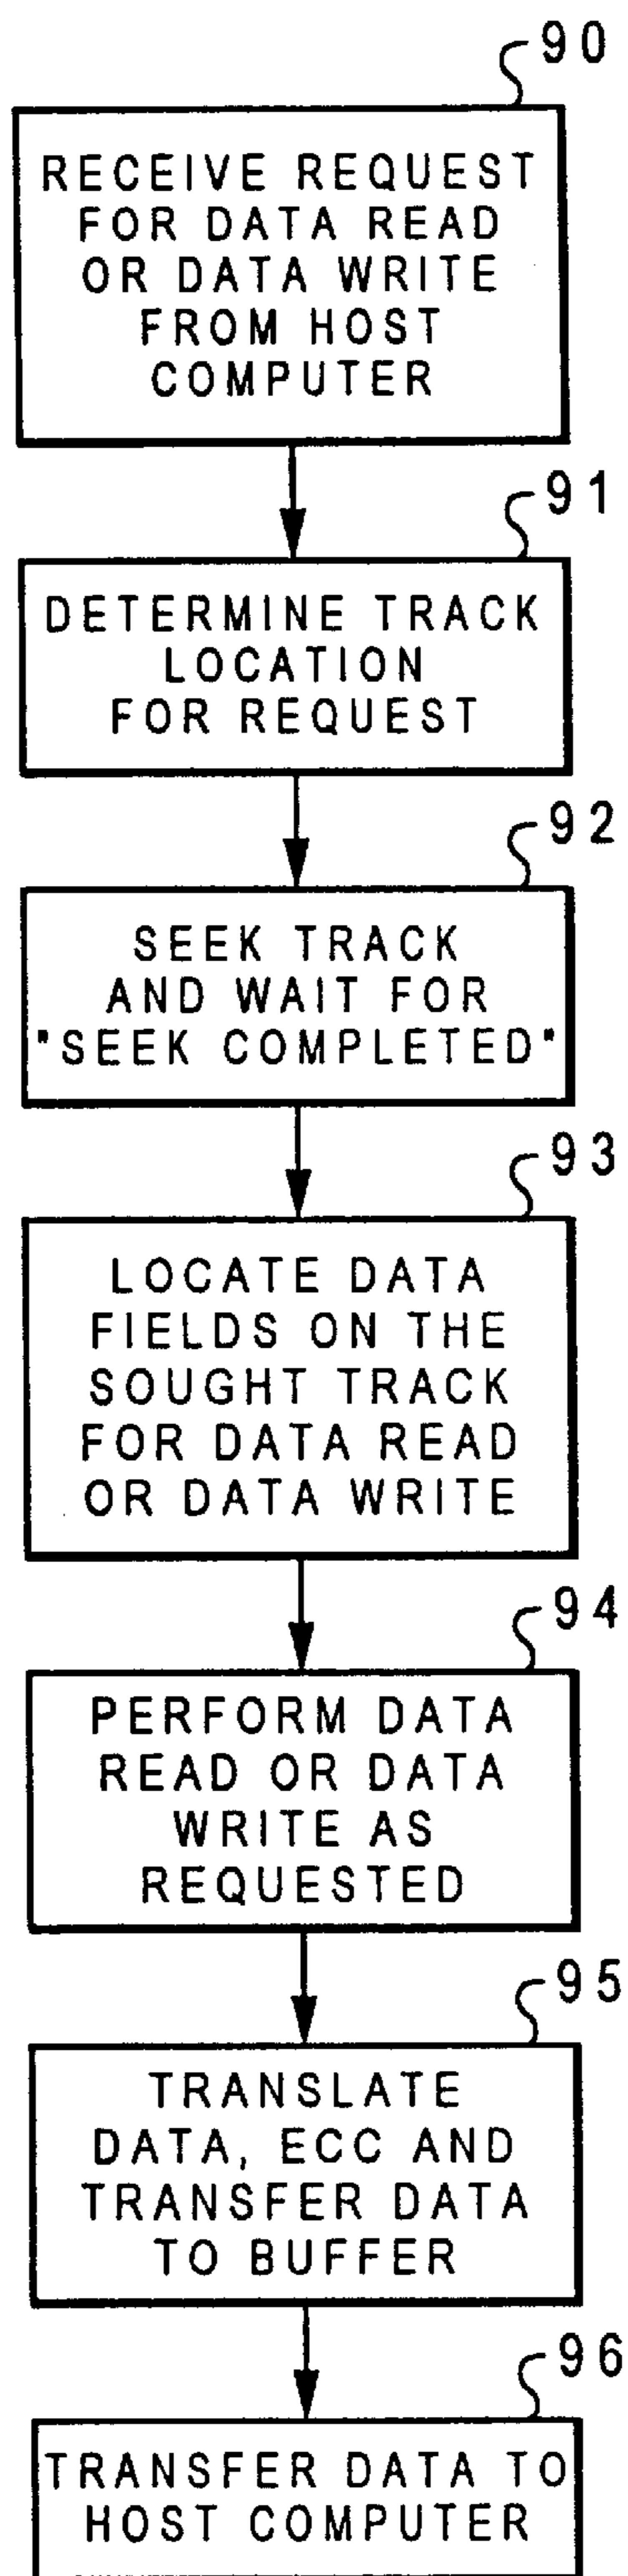 90
RECEIVE REQUEST
FOR DATA READ
OR DATA WRITE
FROM HOST
COMPUTER
91
DETERMINE TRACK
LOCATION
FOR REQUEST
92
SEEK TRACK
AND WAIT FOR
"SEEK COMPLETED"
93
LOCATE DATA
FIELDS ON THE
SOUGHT TRACK
FOR DATA READ
OR DATA WRITE
94
PERFORM DATA
READ OR DATA
WRITE AS
REQUESTED
95
TRANSLATE
DATA, ECC AND
TRANSFER DATA
TO BUFFER
96
TRANSFER DATA TO
HOST COMPUTER